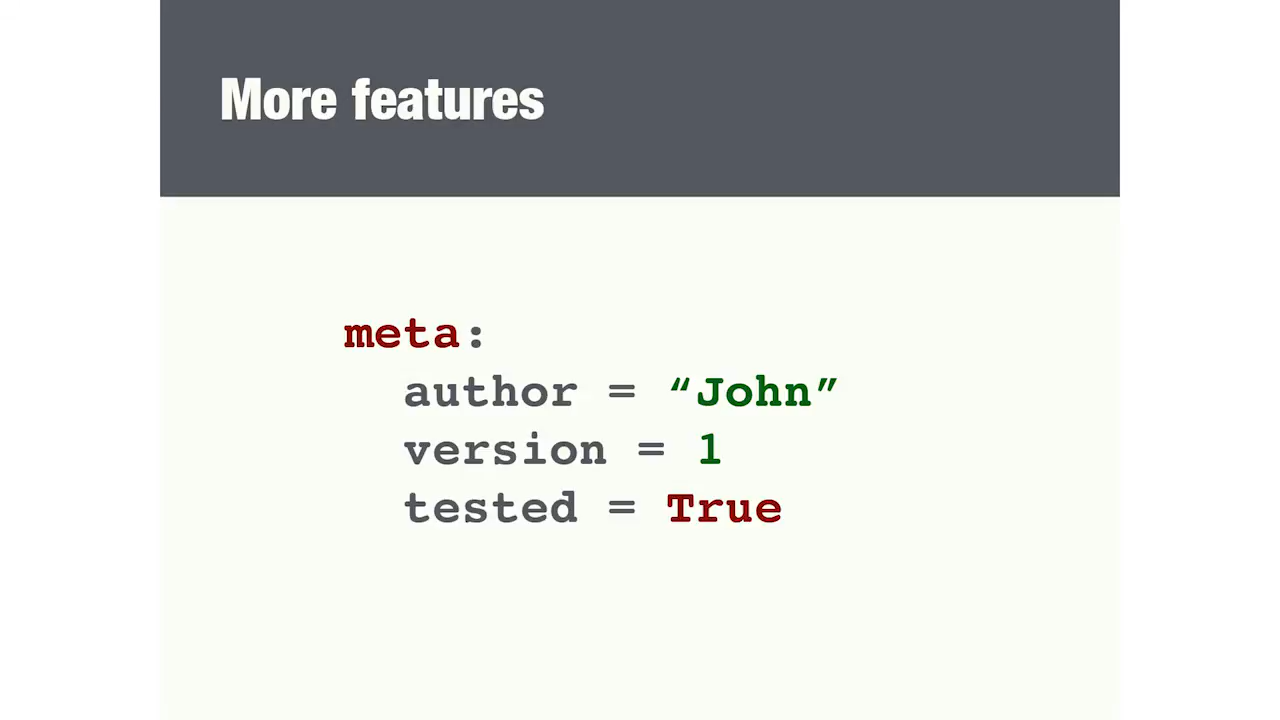 More features
meta:
author = “John”
version = 1
tested = True